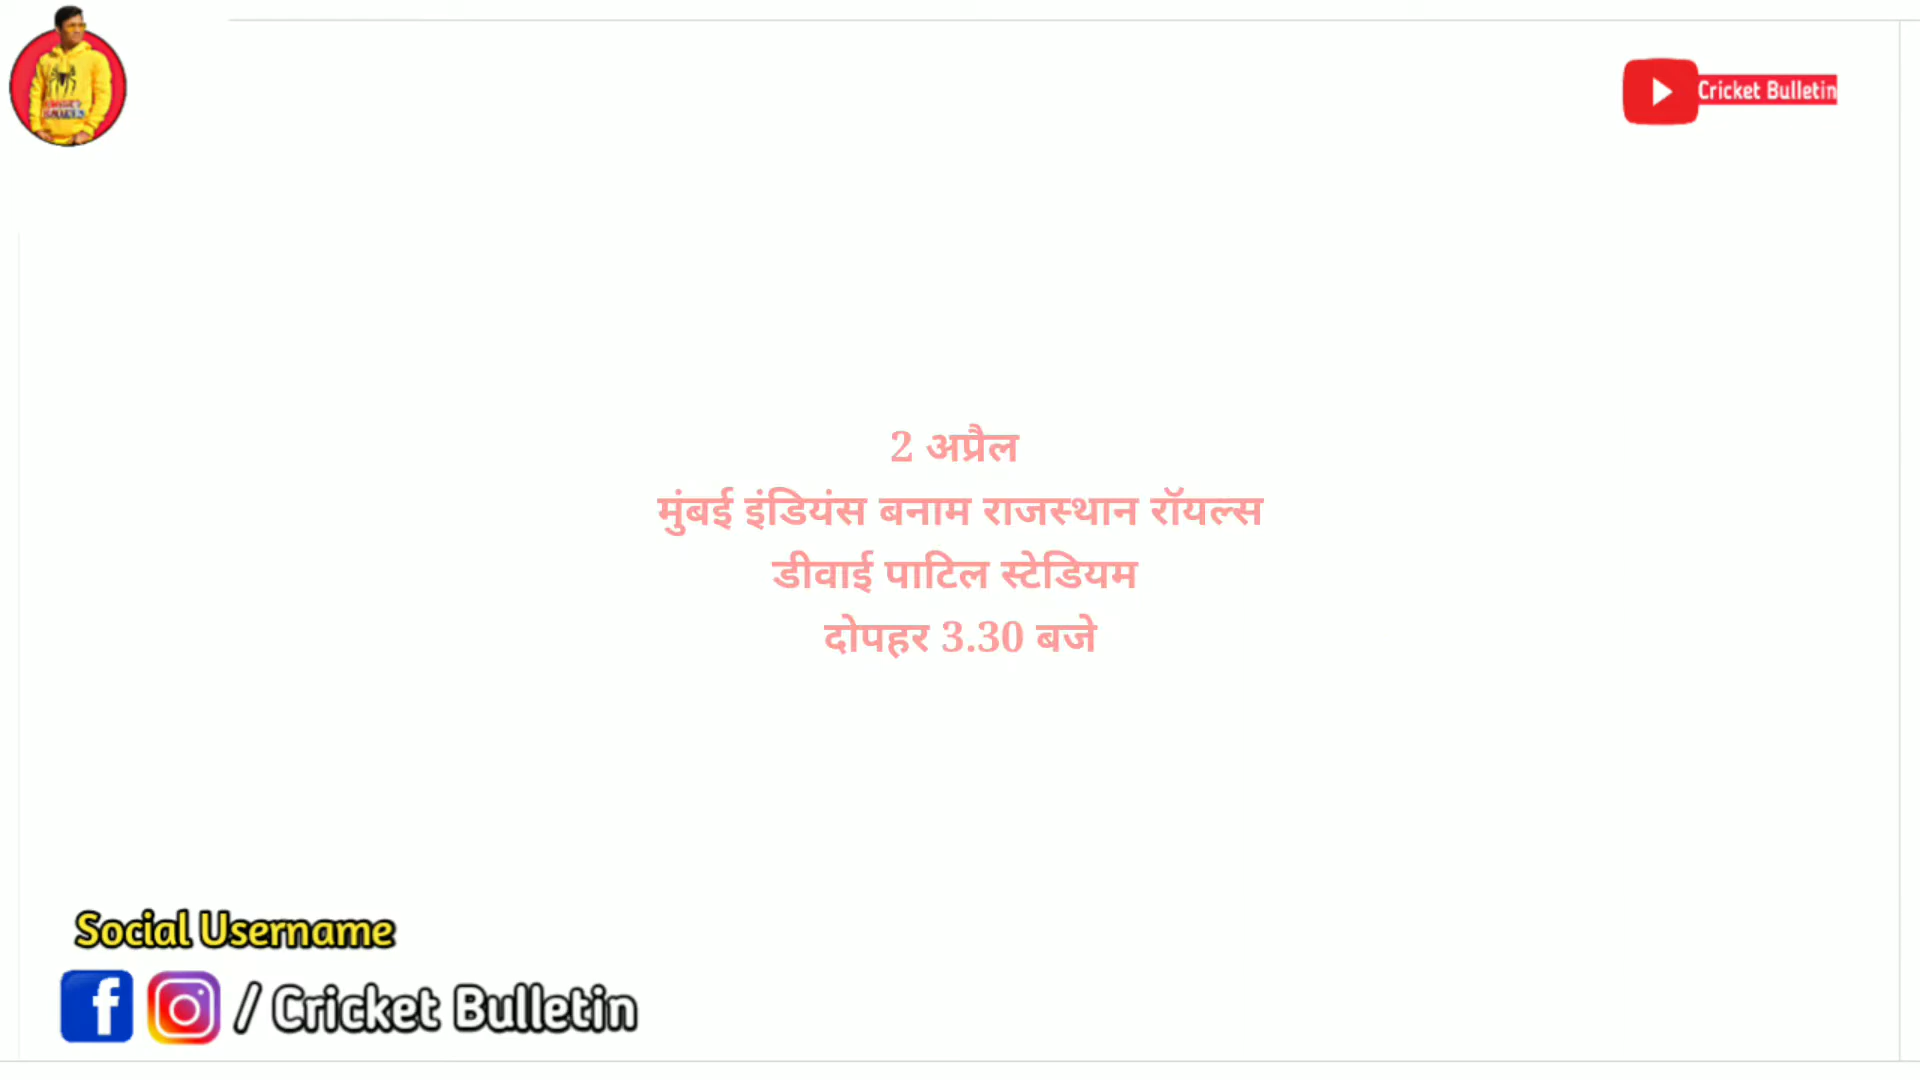 Cricket Bulletin
2 अप्रैल
मुंबई इंडियंस बनाम राजस्थान रॉयल्स
डीवाई पाटिल स्टेडियम
दोपहर 3.30 बजे
Social Username
/ Cricket Bulletin